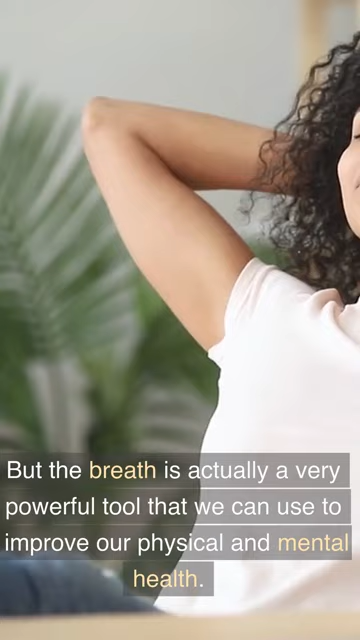 But the breath is actually a very
powerful tool that we can use to
improve our physical and mental
health.